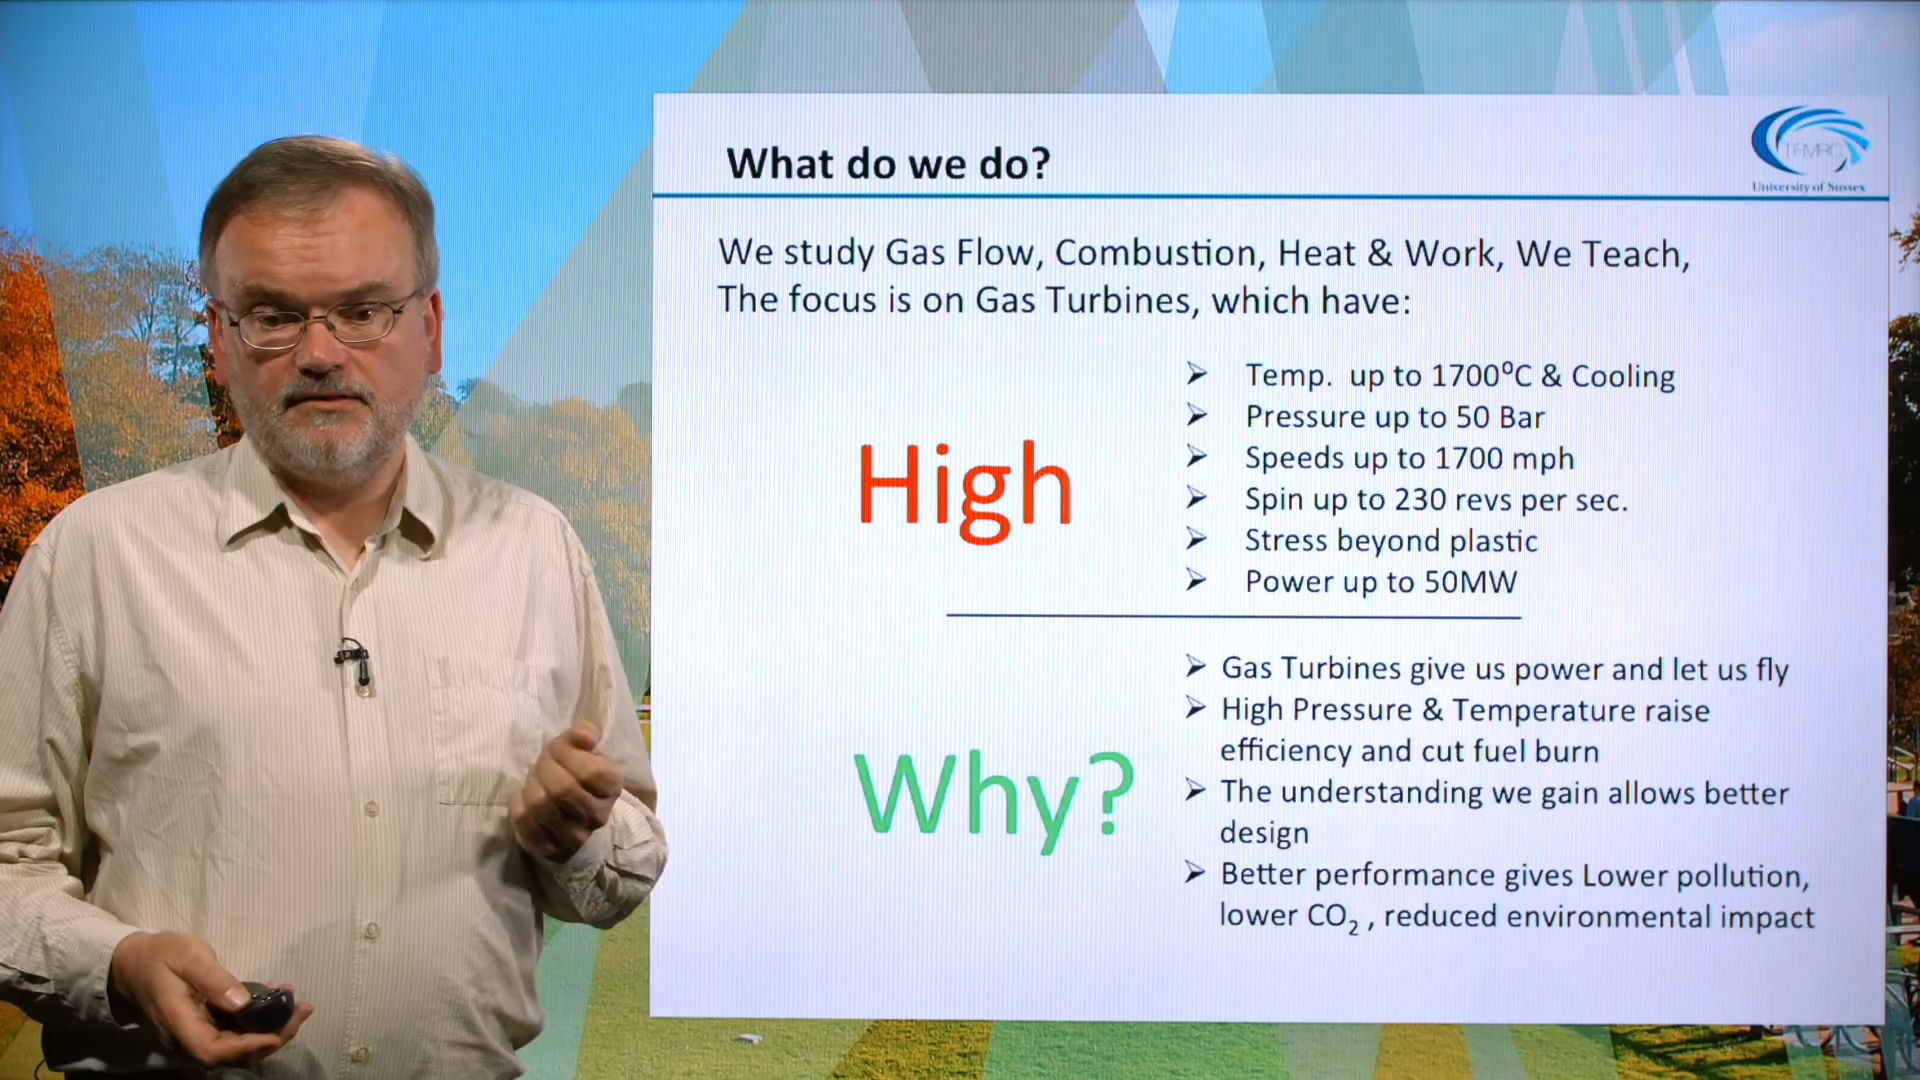 What do we do?
TFMRC
University of Sussex
We study Gas Flow, Combustion, Heat & Work, We Teach,
The focus is on Gas Turbines, which have:
High
➢ Temp.  up to 1700⁰C & Cooling
➢ Pressure up to 50 Bar
➢ Speeds up to 1700 mph
➢ Spin up to 230 revs per sec.
➢ Stress beyond plastic
➢ Power up to 50MW
Why?
➢ Gas Turbines give us power and let us fly
➢ High Pressure & Temperature raise
efficiency and cut fuel burn
➢ The understanding we gain allows better
design
➢ Better performance gives Lower pollution,
lower CO₂ , reduced environmental impact